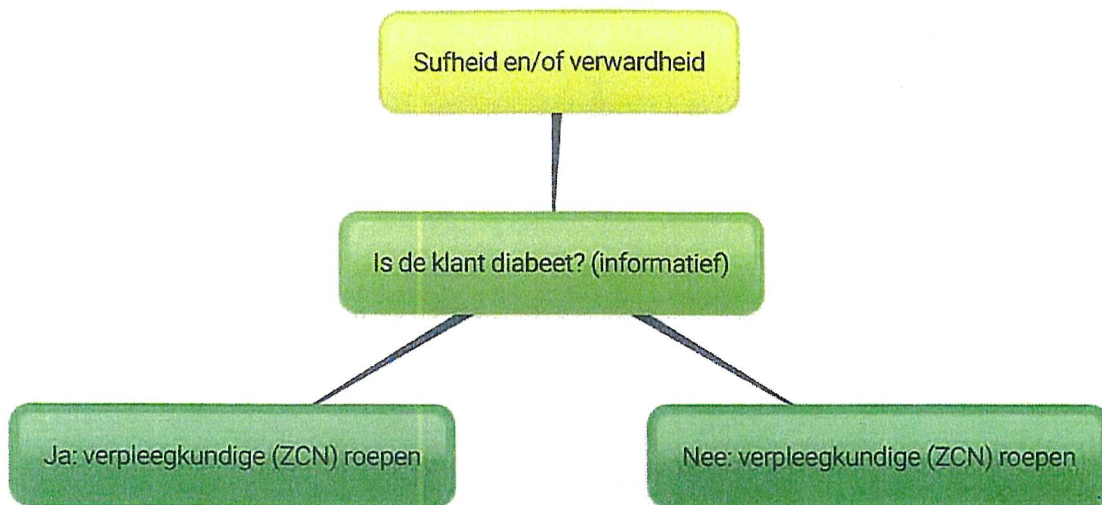 Sufheid en/of verwardheid
Is de klant diabeet? (informatief)
Ja: verpleegkundige (ZCN) roepen
Nee: verpleegkundige (ZCN) roepen